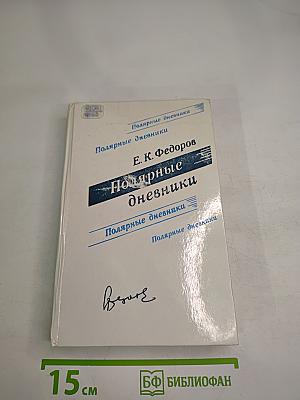 Полярные дневники
Полярные дневники
Е. К. Федоров
Полярные
дневники
Полярные дневники
Полярные дневники
15 см
БФ БИБЛИОФАН